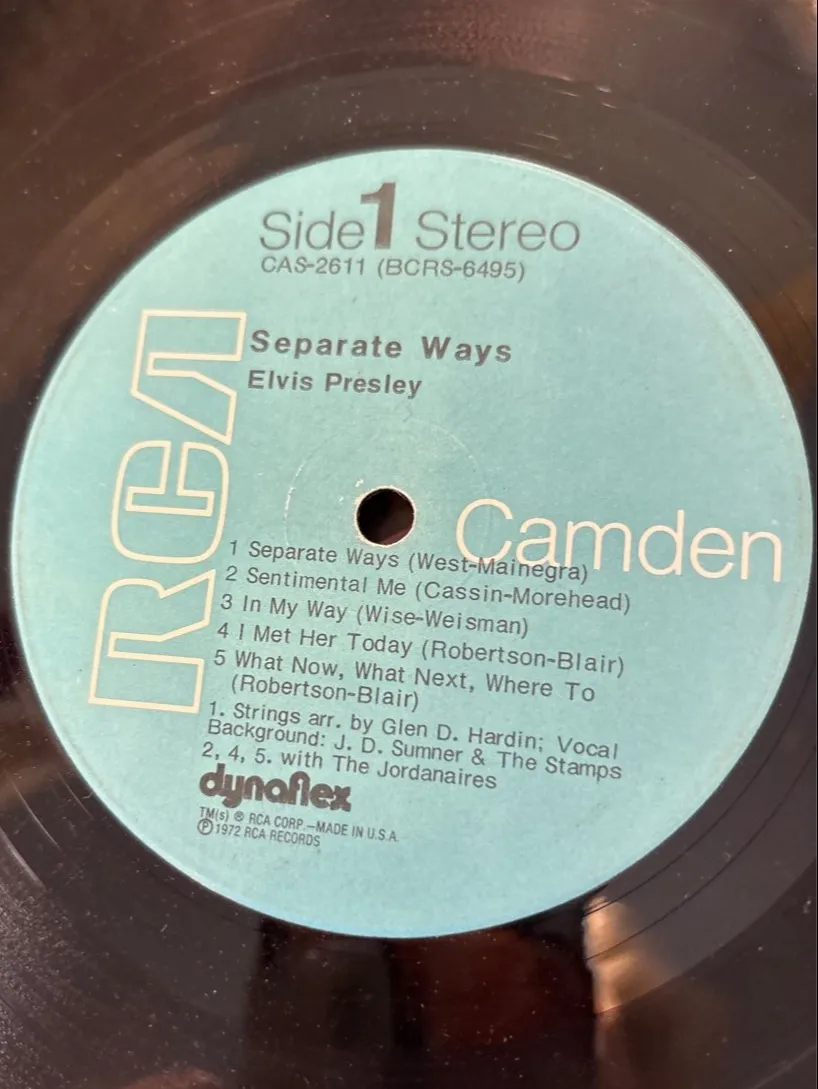 Side 1 Stereo
CAS-2611 (BCRS-6495)
RCA
Separate Ways
Elvis Presley
Camden
1 Separate Ways (West-Mainegra)
2 Sentimental Me (Cassin-Morehead)
3 In My Way (Wise-Weisman)
4 I Met Her Today (Robertson-Blair)
5 What Now, What Next, Where To
(Robertson-Blair)
1. Strings arr. by Glen D. Hardin; Vocal
Background: J. D. Sumner & The Stamps
2, 4, 5. with The Jordanaires
dynaflex
TM(s) ® RCA CORP.—MADE IN U.S.A.
℗ 1972 RCA RECORDS